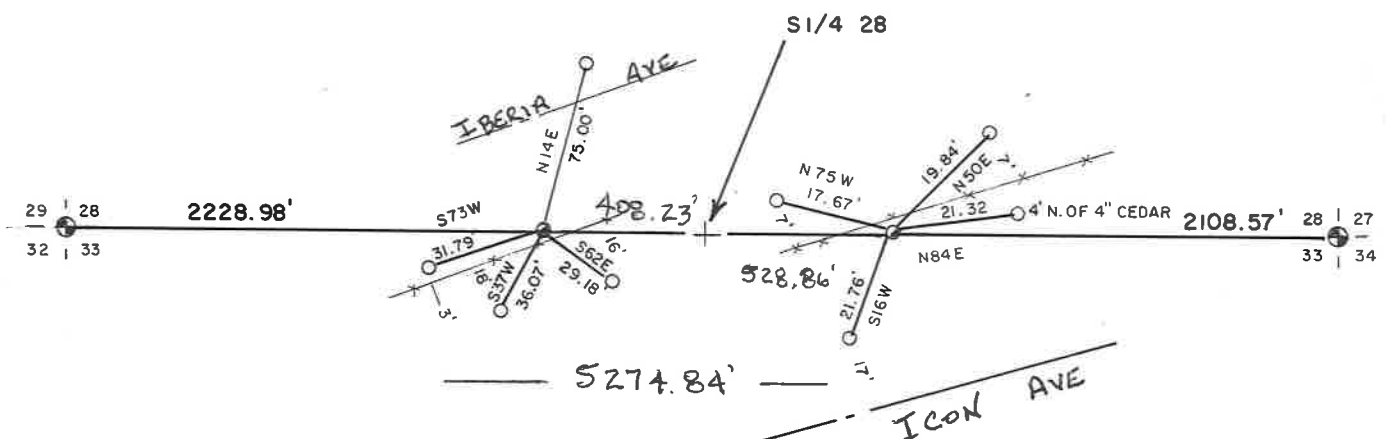 S1/4 28
IBERIA AVE
N14E
75.00'
29 28
32 33
2228.98'
S73W
31.79'
408.23'
16'
S62E
29.18
18'
S37W
36.07'
3'
N75W
17.67'
7'
19.84'
N50E
7'
21.32
4' N. OF 4" CEDAR
N84E
2108.57'
28 27
33 34
528.86'
21.76'
S16W
17'
5274.84'
ICON AVE